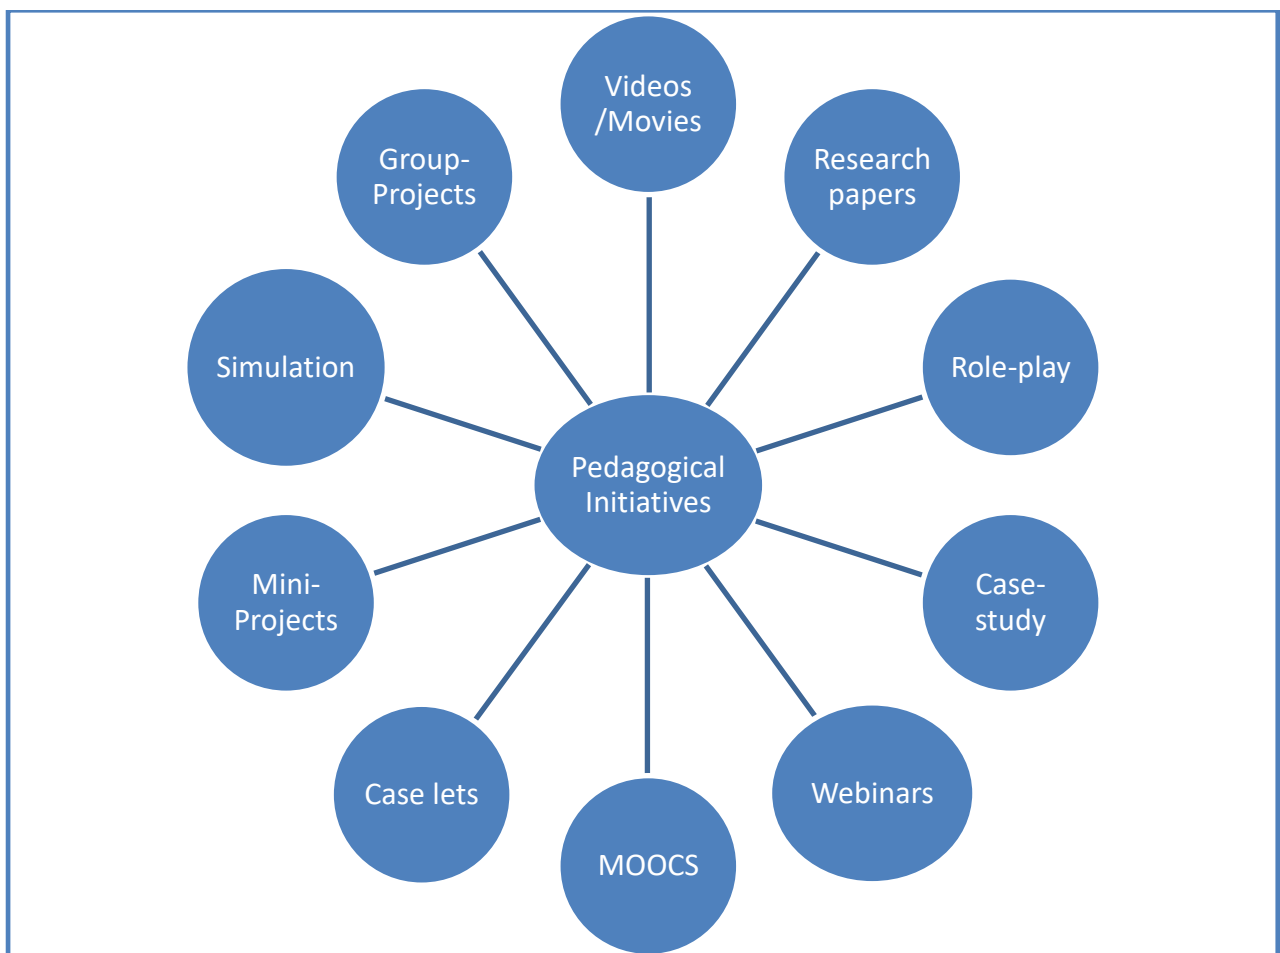 Videos
/Movies
Group-
Projects
Research
papers
Simulation
Role-play
Pedagogical
Initiatives
Mini-
Projects
Case-
study
Case lets
Webinars
MOOCS